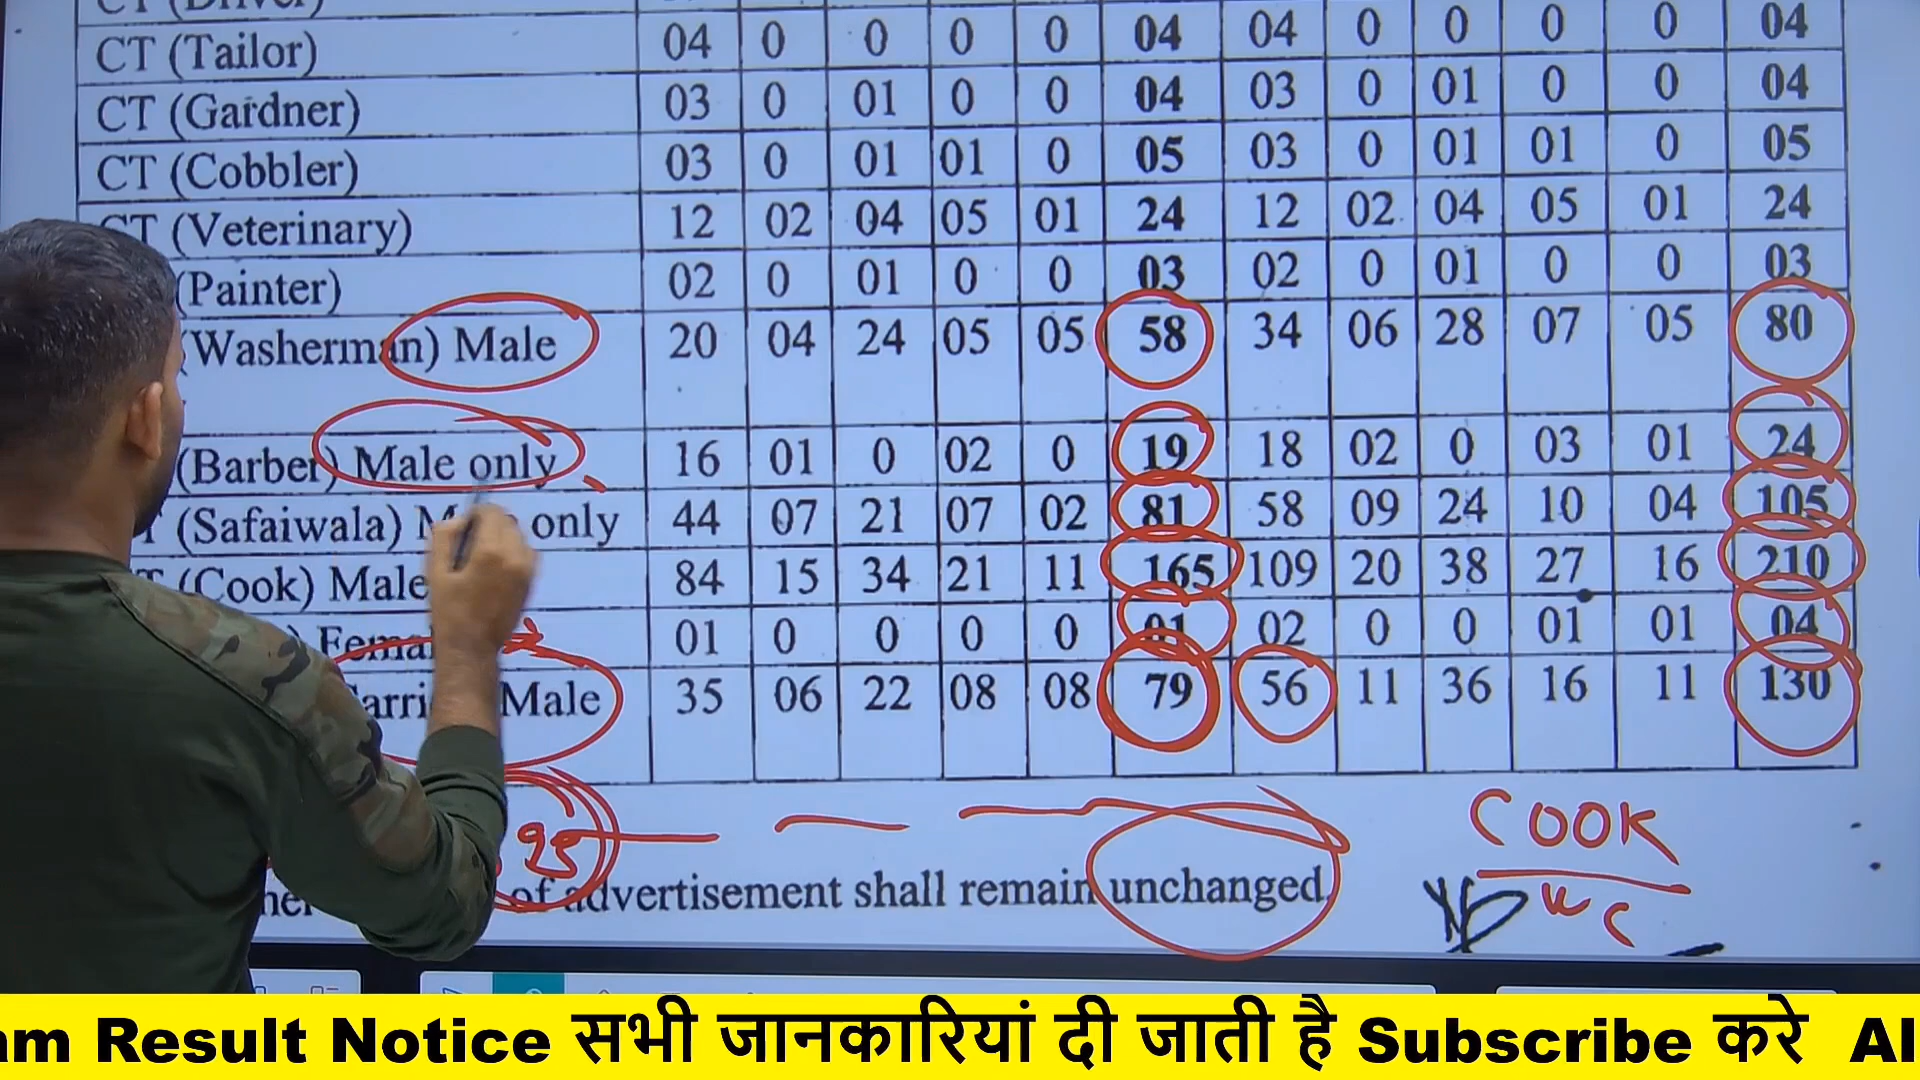 CT (Driver)
CT (Tailor) 04 0 0 0 0 04 04 0 0 0 0 04
CT (Gardner) 03 0 01 0 0 04 03 0 01 0 0 04
CT (Cobbler) 03 0 01 01 0 05 03 0 01 01 0 05
CT (Veterinary) 12 02 04 05 01 24 12 02 04 05 01 24
(Painter) 02 0 01 0 0 03 02 0 01 0 0 03
(Washerman) Male 20 04 24 05 05 58 34 06 28 07 05 80
(Barber) Male only 16 01 0 02 0 19 18 02 0 03 01 24
(Safaiwala) only 44 07 21 07 02 81 58 09 24 10 04 105
(Cook) Male 84 15 34 21 11 165 109 20 38 27 16 210
01 0 0 0 0 01 02 0 0 01 01 04
Male 35 06 22 08 08 79 56 11 36 16 11 130
95
COOK
WC
of advertisement shall remain unchanged
am Result Notice सभी जानकारियां दी जाती है Subscribe करे Al